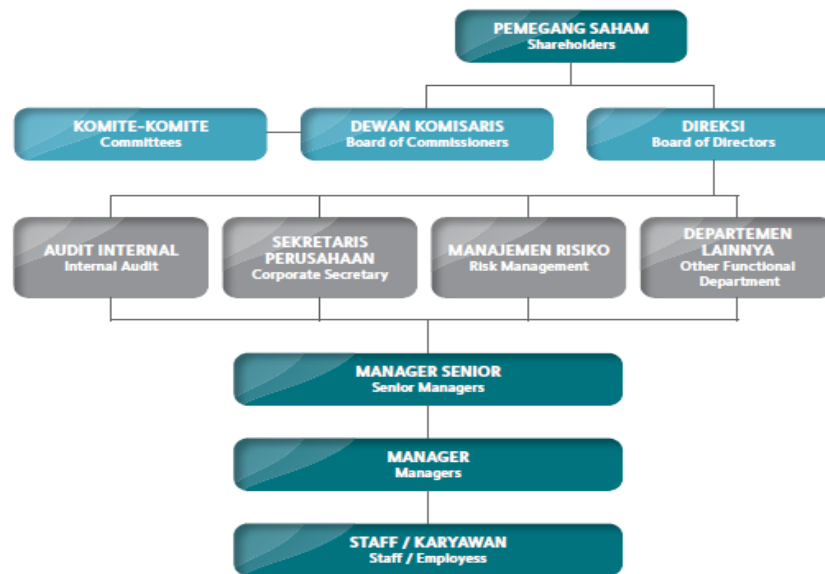 PEMEGANG SAHAM
Shareholders
KOMITE-KOMITE
Committees
DEWAN KOMISARIS
Board of Commissioners
DIREKSI
Board of Directors
AUDIT INTERNAL
Internal Audit
SEKRETARIS
PERUSAHAAN
Corporate Secretary
MANAJEMEN RISIKO
Risk Management
DEPARTEMEN
LAINNYA
Other Functional
Department
MANAGER SENIOR
Senior Managers
MANAGER
Managers
STAFF / KARYAWAN
Staff / Employess